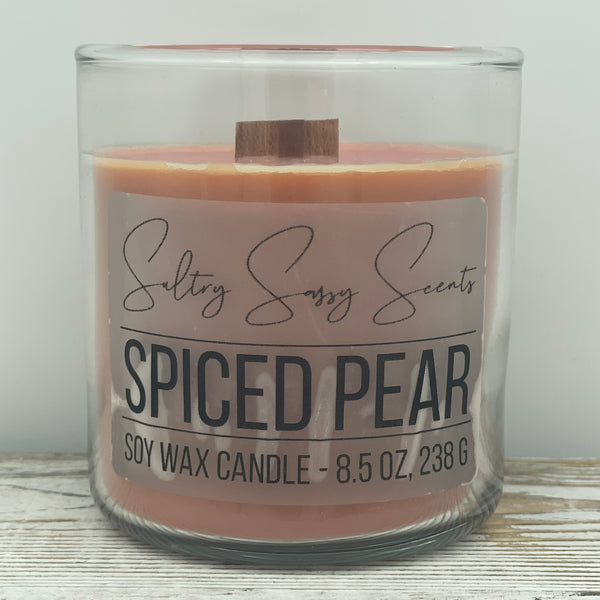 Sultry Sassy Scents
SPICED PEAR
SOY WAX CANDLE - 8.5 OZ, 238 G